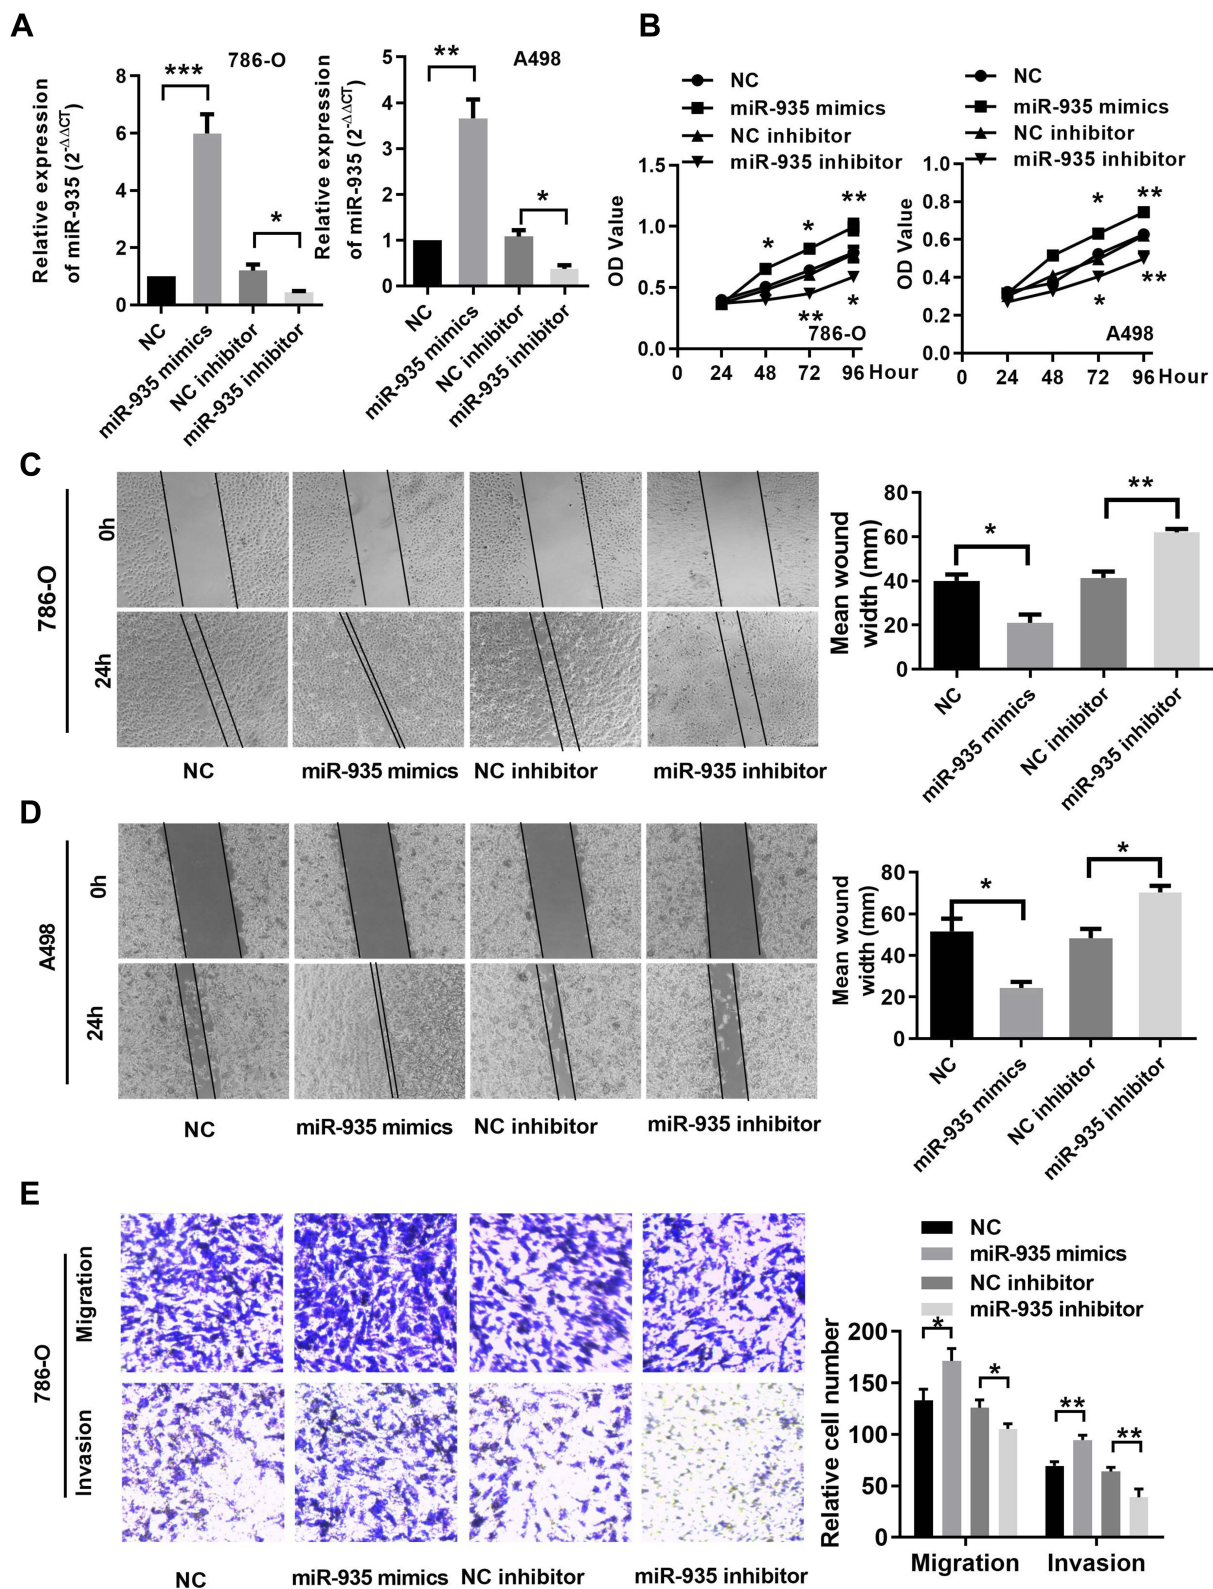 A
786-O
Relative expression
of miR-935 (2-ΔΔCT)
8
6
4
2
0
***
*
NC
miR-935 mimics
NC inhibitor
miR-935 inhibitor
A498
Relative expression
of miR-935 (2-ΔΔCT)
5
4
3
2
1
0
**
*
NC
miR-935 mimics
NC inhibitor
miR-935 inhibitor
B
NC
miR-935 mimics
NC inhibitor
miR-935 inhibitor
OD Value
1.5
1.0
0.5
0.0
*
*
**
**
*
786-O
0
24
48
72
96
Hour
NC
miR-935 mimics
NC inhibitor
miR-935 inhibitor
OD Value
1.0
0.8
0.6
0.4
0.2
0.0
*
**
*
**
A498
0
24
48
72
96
Hour
C
786-O
0h
24h
NC
miR-935 mimics
NC inhibitor
miR-935 inhibitor
Mean wound
width (mm)
80
60
40
20
0
*
**
NC
miR-935 mimics
NC inhibitor
miR-935 inhibitor
D
A498
0h
24h
NC
miR-935 mimics
NC inhibitor
miR-935 inhibitor
Mean wound
width (mm)
80
60
40
20
0
*
*
NC
miR-935 mimics
NC inhibitor
miR-935 inhibitor
E
786-O
Migration
Invasion
NC
miR-935 mimics
NC inhibitor
miR-935 inhibitor
NC
miR-935 mimics
NC inhibitor
miR-935 inhibitor
Relative cell number
200
150
100
50
0
*
*
**
**
Migration
Invasion